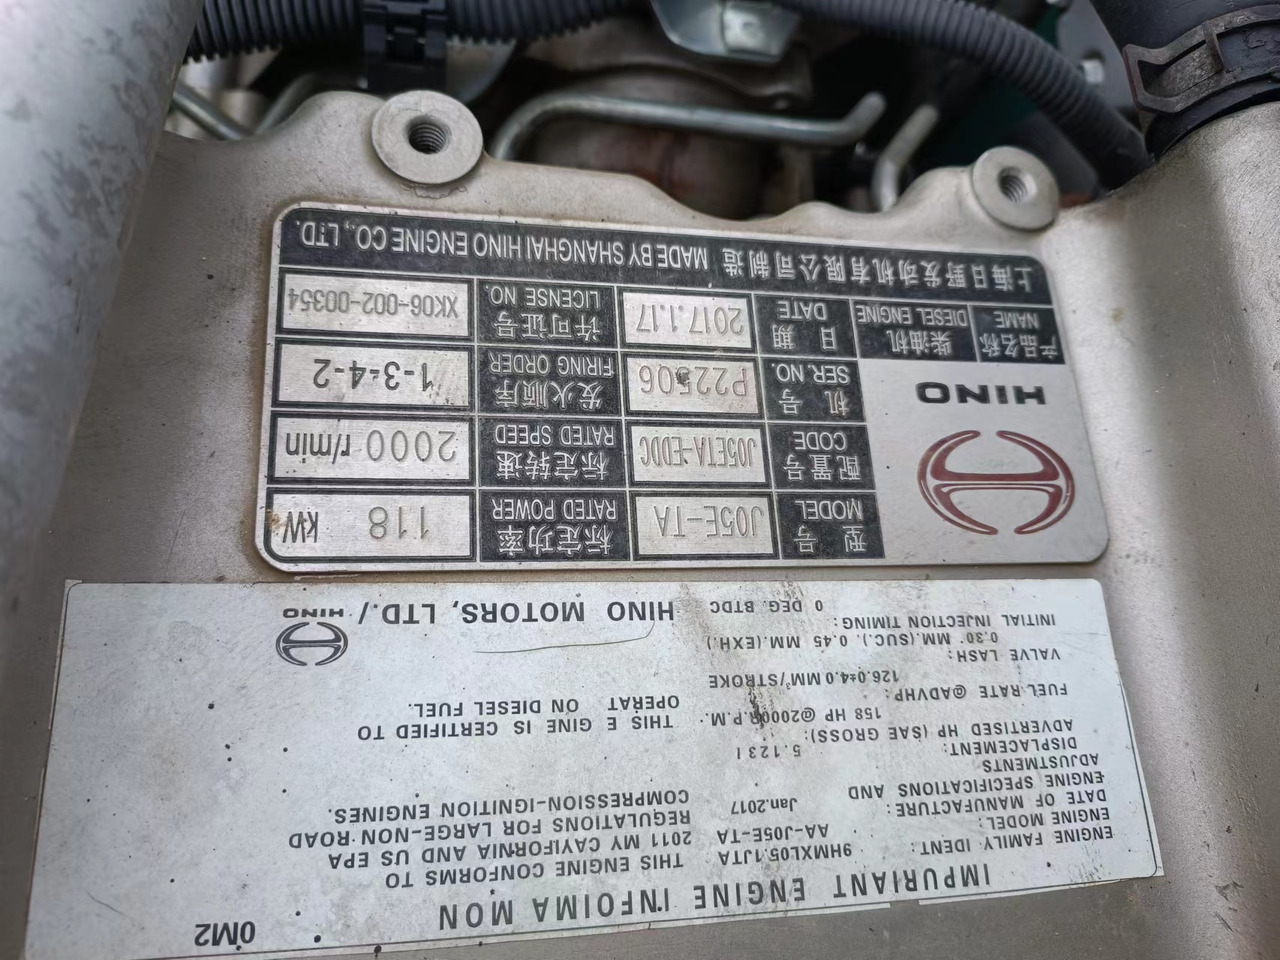 HINO
型 号 MODEL J05E-TA 标定功率 RATED POWER 118 kW
配置号 CODE J05ETA-EDDC 标定转速 RATED SPEED 2000 r/min
机 号 SER. NO. P22506 发火顺序 FIRING ORDER 1-3-4-2
产品名称 NAME 柴油机 DIESEL ENGINE 日 期 DATE 2017.1.17 许可证号 LICENSE NO. XK06-002-00354
上海日野发动机有限公司制造 MADE BY SHANGHAI HINO ENGINE CO., LTD.
0M2
IMPURIANT ENGINE INFOIMA MON
ENGINE FAMILY IDENT: 9HMXL05.1JTA
ENGINE MODEL: AA-J05E-TA
DATE OF MANUFACTURE: Jan.2017
ENGINE SPECIFICATIONS AND
ADJUSTMENTS
DISPLACEMENT: 5.123 l
ADVERTISED HP (SAE GROSS):
158 HP @2000R.P.M.
FUEL RATE @ADVHP
126.0±4.0 MM³/STROKE
VALVE LASH:
0.30 MM.(SUC.), 0.45 MM.(EXH.)
INITIAL INJECTION TIMING:
0 DEG. BTDC
THIS ENGINE CONFORMS TO
2011 MY CAYIFORNIA AND US EPA
REGULATIONS FOR LARGE-NON ROAD
COMPRESSION-IGNITION ENGINES.
THIS E GINE IS CERTIFIED TO
OPERAT ON DIESEL FUEL.
HINO MOTORS, LTD./
HINO